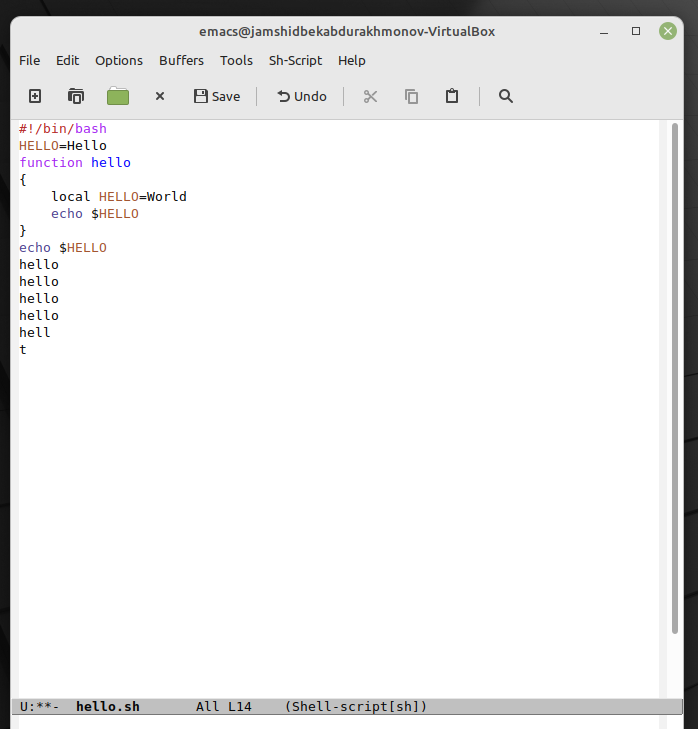 emacs@jamshidbekabdurakhmonov-VirtualBox
File Edit Options Buffers Tools Sh-Script Help
Save Undo
#!/bin/bash
HELLO=Hello
function hello
{
    local HELLO=World
    echo $HELLO
}
echo $HELLO
hello
hello
hello
hello
hell
t
U:**- hello.sh All L14 (Shell-script[sh])